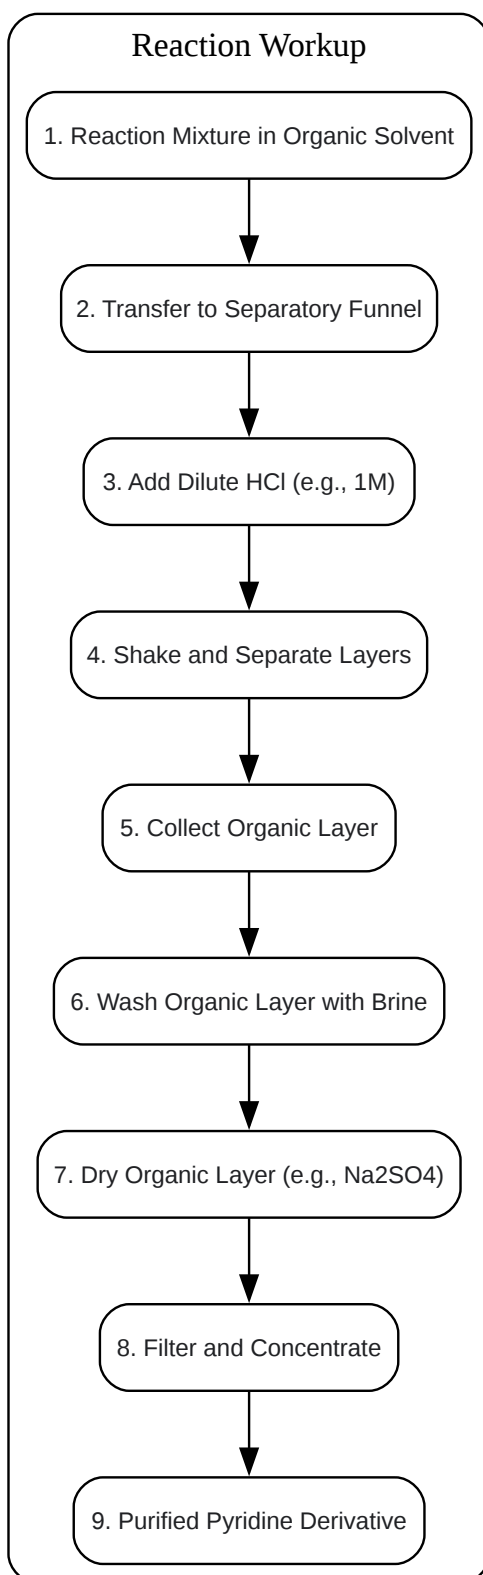 Reaction Workup
1. Reaction Mixture in Organic Solvent
2. Transfer to Separatory Funnel
3. Add Dilute HCl (e.g., 1M)
4. Shake and Separate Layers
5. Collect Organic Layer
6. Wash Organic Layer with Brine
7. Dry Organic Layer (e.g., Na2SO4)
8. Filter and Concentrate
9. Purified Pyridine Derivative